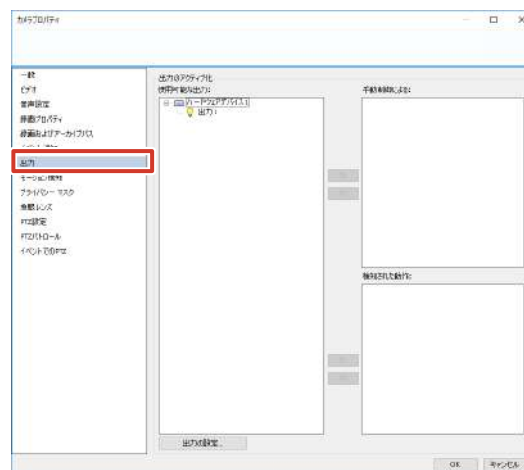 カメラプロパティ
一般
ビデオ
音声設定
録画プロパティ
録画およびアーカイブパス
出力
モーション検知
プライバシー マスク
魚眼レンズ
PTZ設定
PTZパトロール
イベントでのPTZ
出力のアクティブ化
使用可能な出力:
ハードウェアデバイス1
出力1
出力の設定...
手動制御による:
検知された動作:
OK
キャンセル